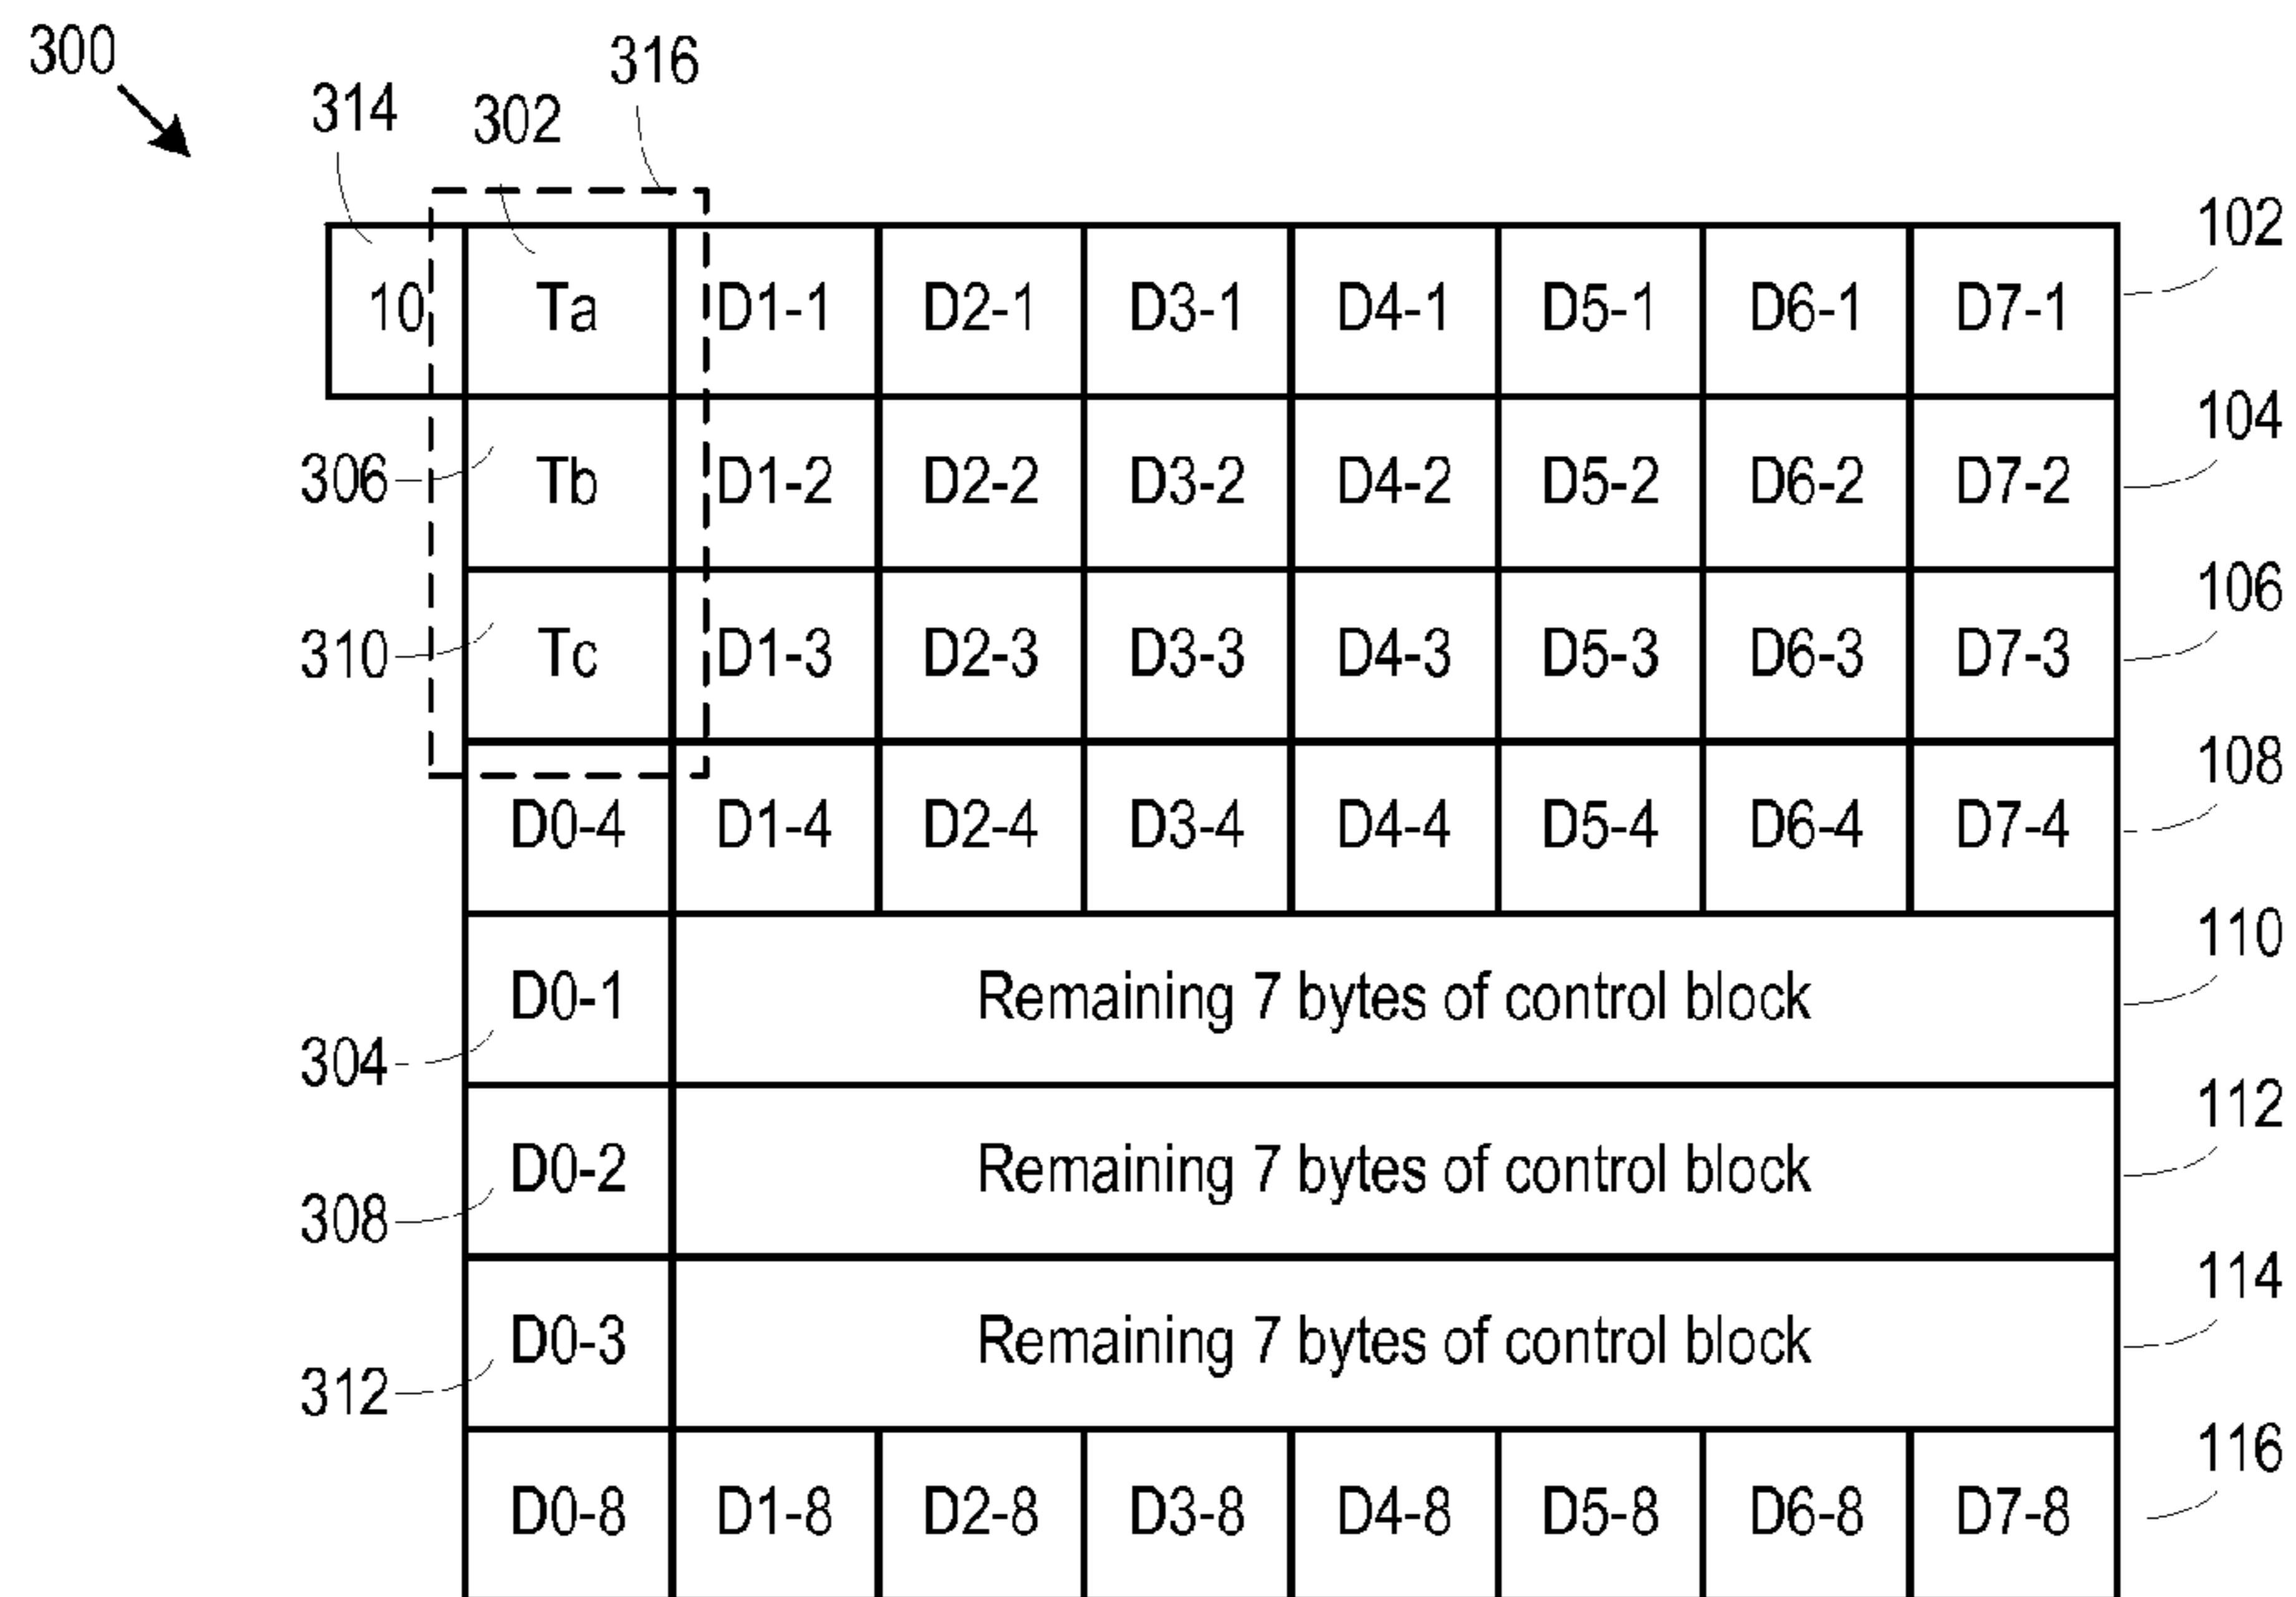 300
316
314
302
102
10 Ta D1-1 D2-1 D3-1 D4-1 D5-1 D6-1 D7-1
104
306 Tb D1-2 D2-2 D3-2 D4-2 D5-2 D6-2 D7-2
106
310 Tc D1-3 D2-3 D3-3 D4-3 D5-3 D6-3 D7-3
108
D0-4 D1-4 D2-4 D3-4 D4-4 D5-4 D6-4 D7-4
110
D0-1 Remaining 7 bytes of control block
304
112
D0-2 Remaining 7 bytes of control block
308
114
D0-3 Remaining 7 bytes of control block
312
116
D0-8 D1-8 D2-8 D3-8 D4-8 D5-8 D6-8 D7-8